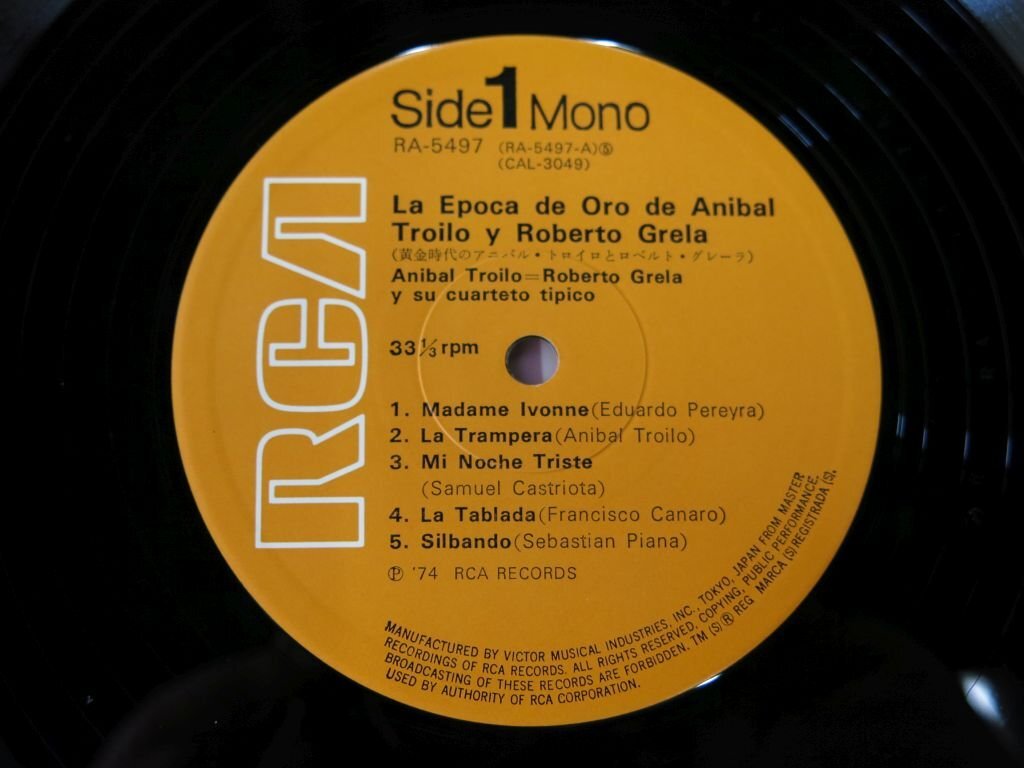 Side 1 Mono
RA-5497 (RA-5497-A)⑤
(CAL-3049)
RCA
La Epoca de Oro de Anibal
Troilo y Roberto Grela
(黄金時代のアニバル・トロイロとロベルト・グレーラ)
Anibal Troilo=Roberto Grela
y su cuarteto tipico
33⅓ rpm
1. Madame Ivonne(Eduardo Pereyra)
2. La Trampera(Anibal Troilo)
3. Mi Noche Triste
(Samuel Castriota)
4. La Tablada(Francisco Canaro)
5. Silbando(Sebastian Piana)
Ⓟ '74 RCA RECORDS
MANUFACTURED BY VICTOR MUSICAL INDUSTRIES, INC., TOKYO, JAPAN FROM MASTER
RECORDINGS OF RCA RECORDS. ALL RIGHTS RESERVED. COPYING, PUBLIC PERFORMANCE,
BROADCASTING OF THESE RECORDS ARE FORBIDDEN. TM (S) ® REG MARCA (S) REGISTRADA (S),
USED BY AUTHORITY OF RCA CORPORATION.